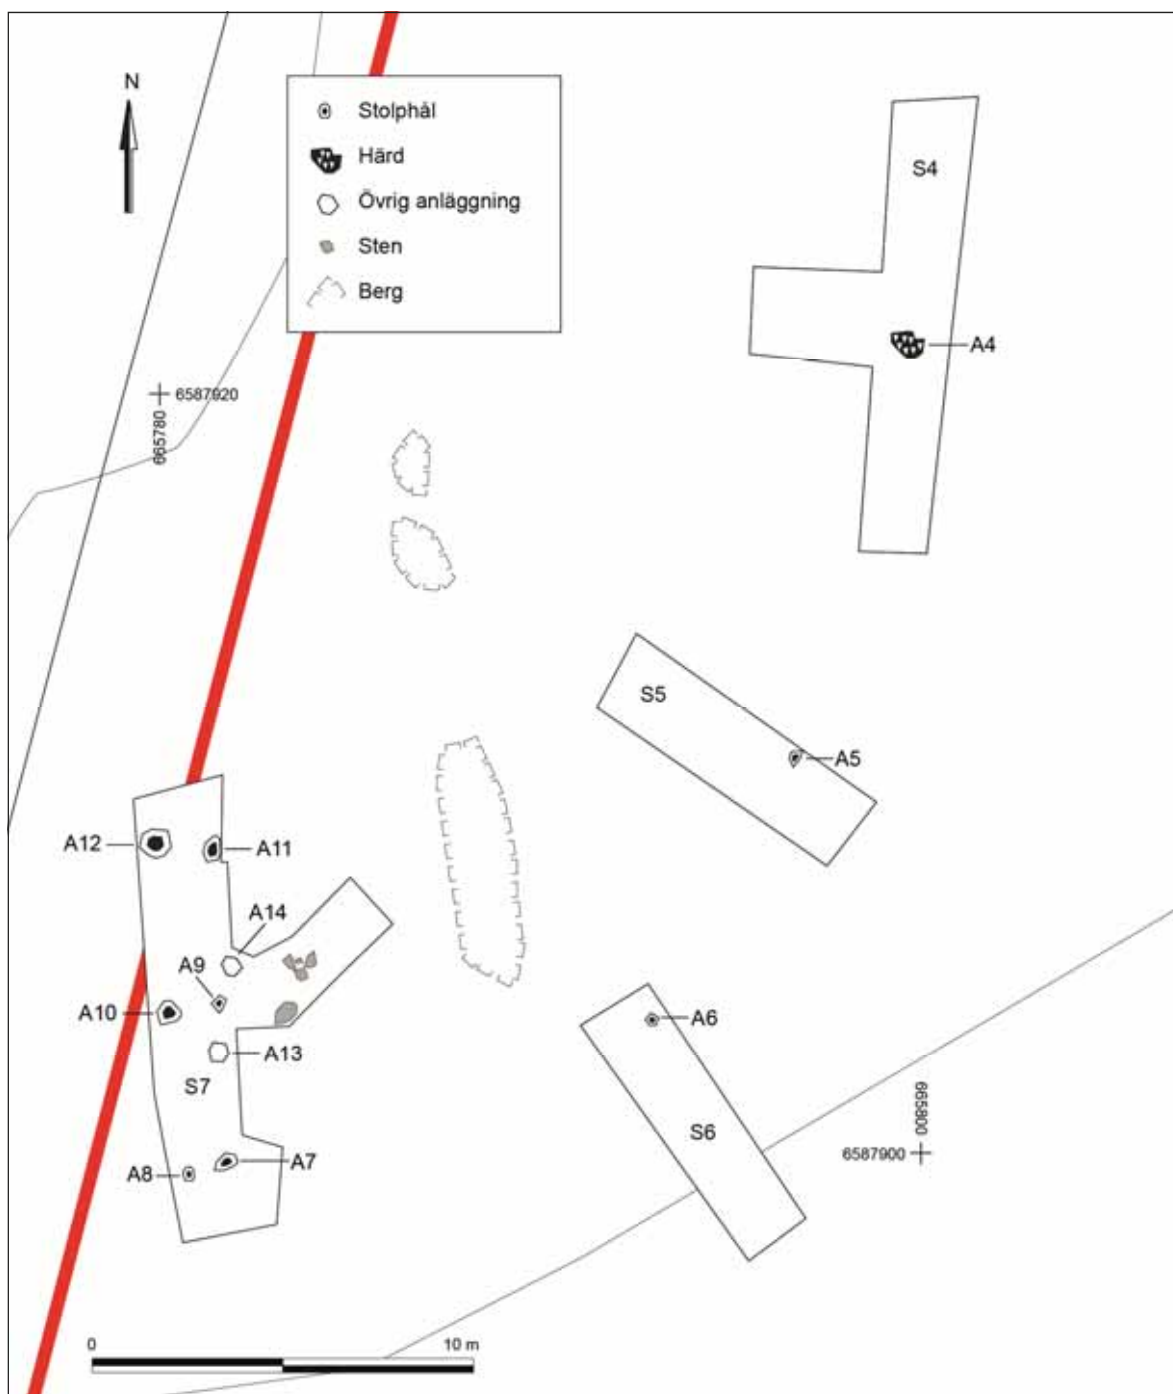 N
Stolphål
Härd
Övrig anläggning
Sten
Berg
S4
A4
6587920
665780
S5
A5
A12
A11
A14
A9
A10
A13
S7
A6
S6
665800
6587900
A8
A7
0
10 m